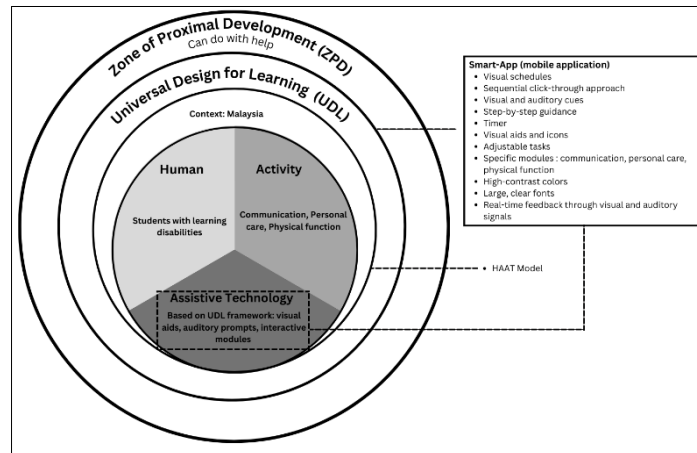 Zone of Proximal Development (ZPD)
Can do with help
Universal Design for Learning (UDL)
Context: Malaysia
Human
Activity
Students with learning
disabilities
Communication, Personal
care, Physical function
Assistive Technology
Based on UDL framework: visual
aids, auditory prompts, interactive
modules
Smart-App (mobile application)
• Visual schedules
• Sequential click-through approach
• Visual and auditory cues
• Step-by-step guidance
• Timer
• Visual aids and icons
• Adjustable tasks
• Specific modules : communication, personal care,
physical function
• High-contrast colors
• Large, clear fonts
• Real-time feedback through visual and auditory
signals
• HAAT Model